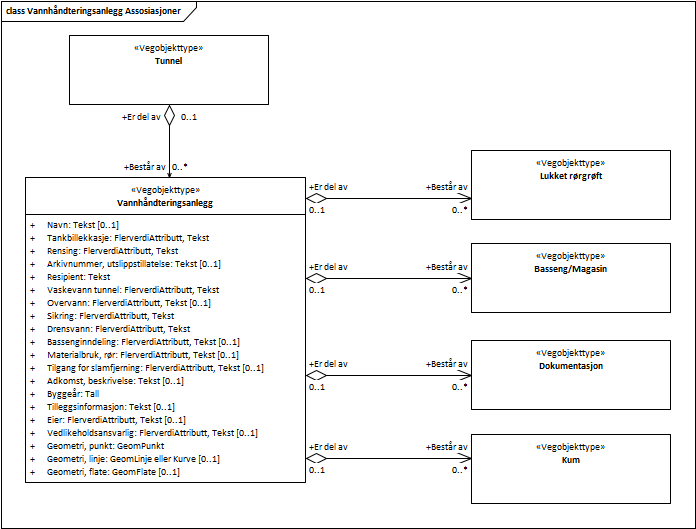 class Vannhåndteringsanlegg Assosiasjoner
«Vegobjekttype»
Tunnel
+Er del av 0..1
+Består av 0..*
«Vegobjekttype»
Vannhåndteringsanlegg
+ Navn: Tekst [0..1]
+ Tankbillekkasje: FlerverdiAttributt, Tekst
+ Rensing: FlerverdiAttributt, Tekst
+ Arkivnummer, utslippstillatelse: Tekst [0..1]
+ Resipient: Tekst
+ Vaskevann tunnel: FlerverdiAttributt, Tekst
+ Overvann: FlerverdiAttributt, Tekst [0..1]
+ Sikring: FlerverdiAttributt, Tekst
+ Drensvann: FlerverdiAttributt, Tekst
+ Bassenginndeling: FlerverdiAttributt, Tekst [0..1]
+ Materialbruk, rør: FlerverdiAttributt, Tekst [0..1]
+ Tilgang for slamfjerning: FlerverdiAttributt, Tekst [0..1]
+ Adkomst, beskrivelse: Tekst [0..1]
+ Byggeår: Tall
+ Tilleggsinformasjon: Tekst [0..1]
+ Eier: FlerverdiAttributt, Tekst [0..1]
+ Vedlikeholdsansvarlig: FlerverdiAttributt, Tekst [0..1]
+ Geometri, punkt: GeomPunkt
+ Geometri, linje: GeomLinje eller Kurve [0..1]
+ Geometri, flate: GeomFlate [0..1]
+Er del av +Består av
0..1 0..*
«Vegobjekttype»
Lukket rørgrøft
+Er del av +Består av
0..1 0..*
«Vegobjekttype»
Basseng/Magasin
+Er del av +Består av
0..1 0..*
«Vegobjekttype»
Dokumentasjon
+Er del av +Består av
0..1 0..*
«Vegobjekttype»
Kum